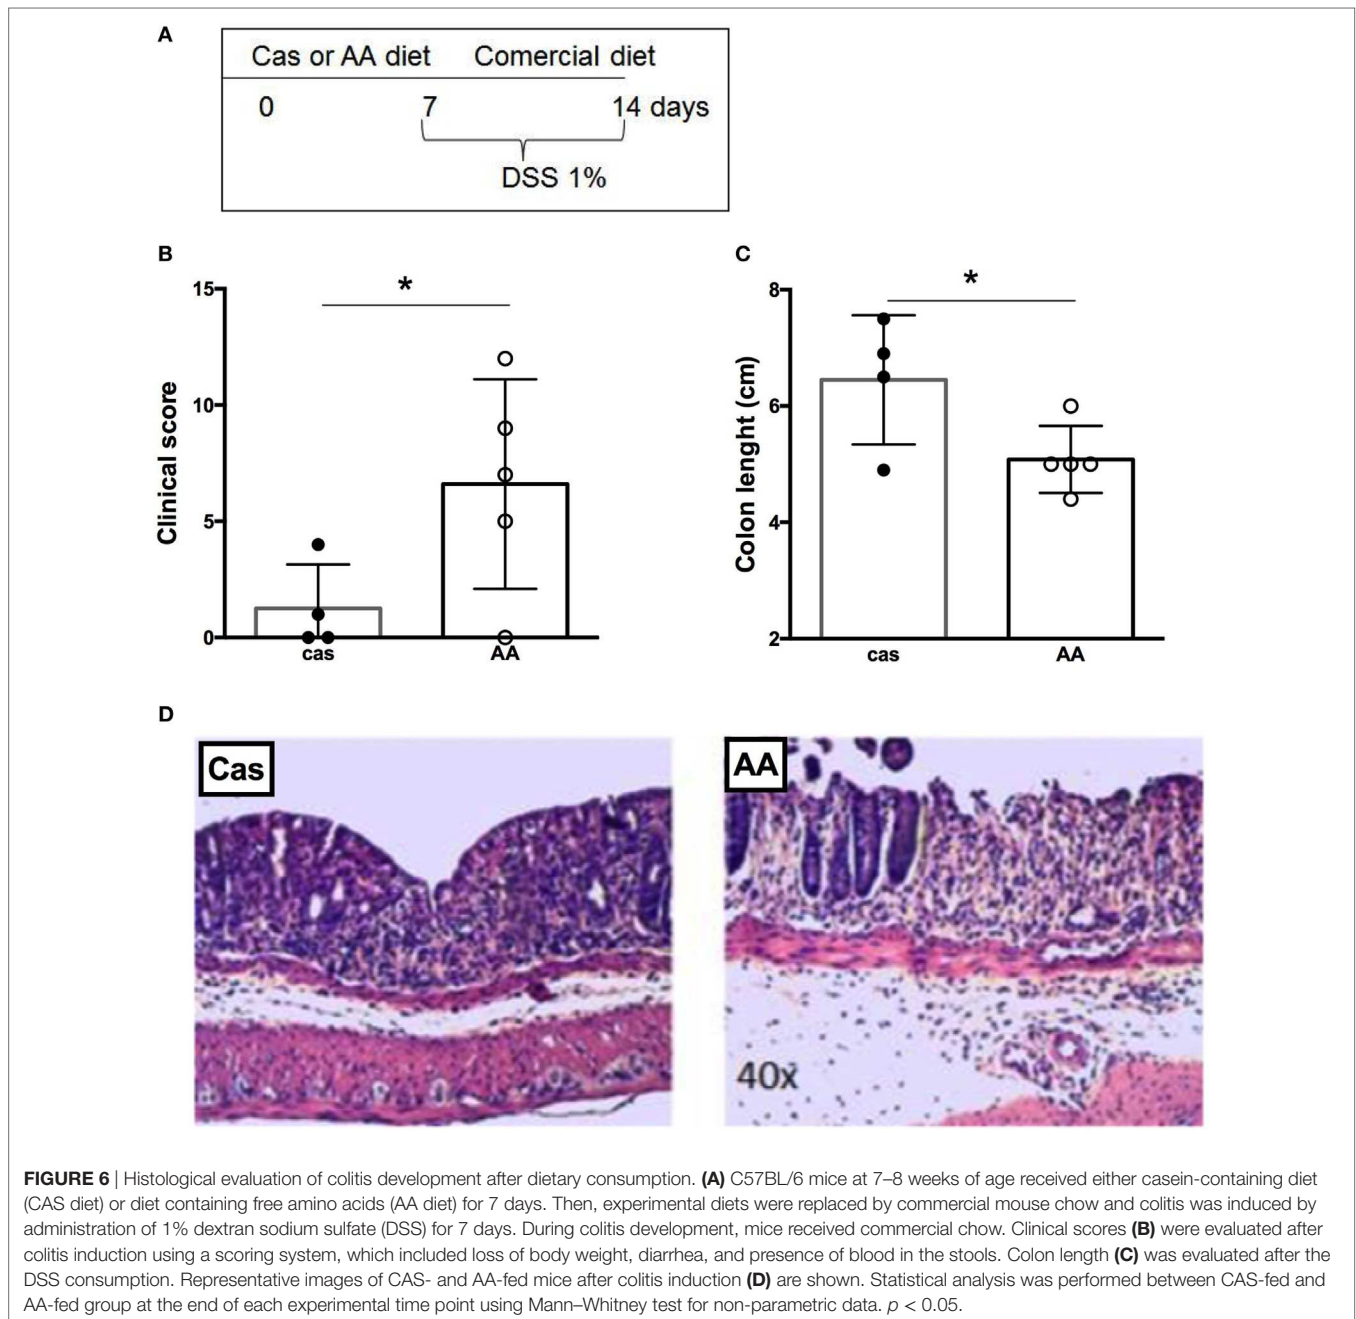 A
Cas or AA diet Comercial diet
0 7 14 days
DSS 1%
B
C
15
10
5
0
Clinical score
*
cas AA
8
6
4
2
Colon lenght (cm)
*
cas AA
D
Cas
AA
40x
FIGURE 6 | Histological evaluation of colitis development after dietary consumption. (A) C57BL/6 mice at 7–8 weeks of age received either casein-containing diet
(CAS diet) or diet containing free amino acids (AA diet) for 7 days. Then, experimental diets were replaced by commercial mouse chow and colitis was induced by
administration of 1% dextran sodium sulfate (DSS) for 7 days. During colitis development, mice received commercial chow. Clinical scores (B) were evaluated after
colitis induction using a scoring system, which included loss of body weight, diarrhea, and presence of blood in the stools. Colon length (C) was evaluated after the
DSS consumption. Representative images of CAS- and AA-fed mice after colitis induction (D) are shown. Statistical analysis was performed between CAS-fed and
AA-fed group at the end of each experimental time point using Mann–Whitney test for non-parametric data. p < 0.05.